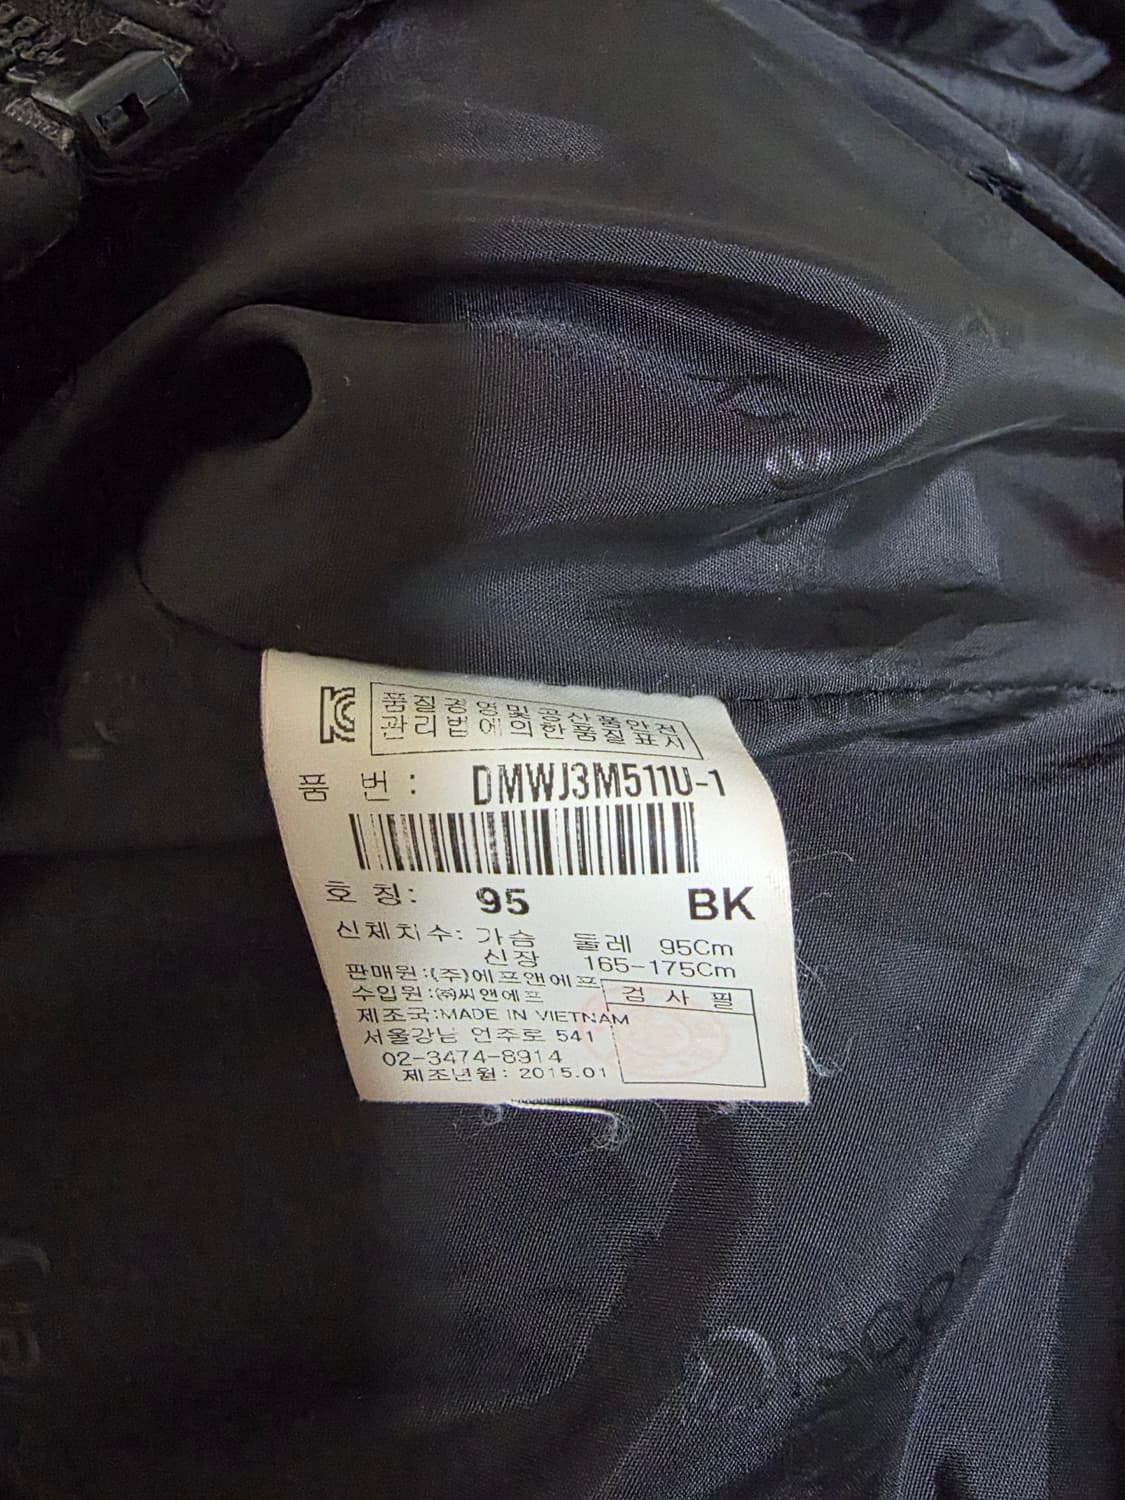 품질경영및공산품안전
관리법에의한품질표시
품 번 : DMWJ3M511U-1
호 칭: 95 BK
신체치수: 가슴 둘레 95Cm
신장 165-175Cm
판매원:(주)에프앤에프
수입원:㈜씨앤에프
검 사 필
제조국:MADE IN VIETNAM
서울강남 언주로 541
02-3474-8914
제조년월: 2015.01